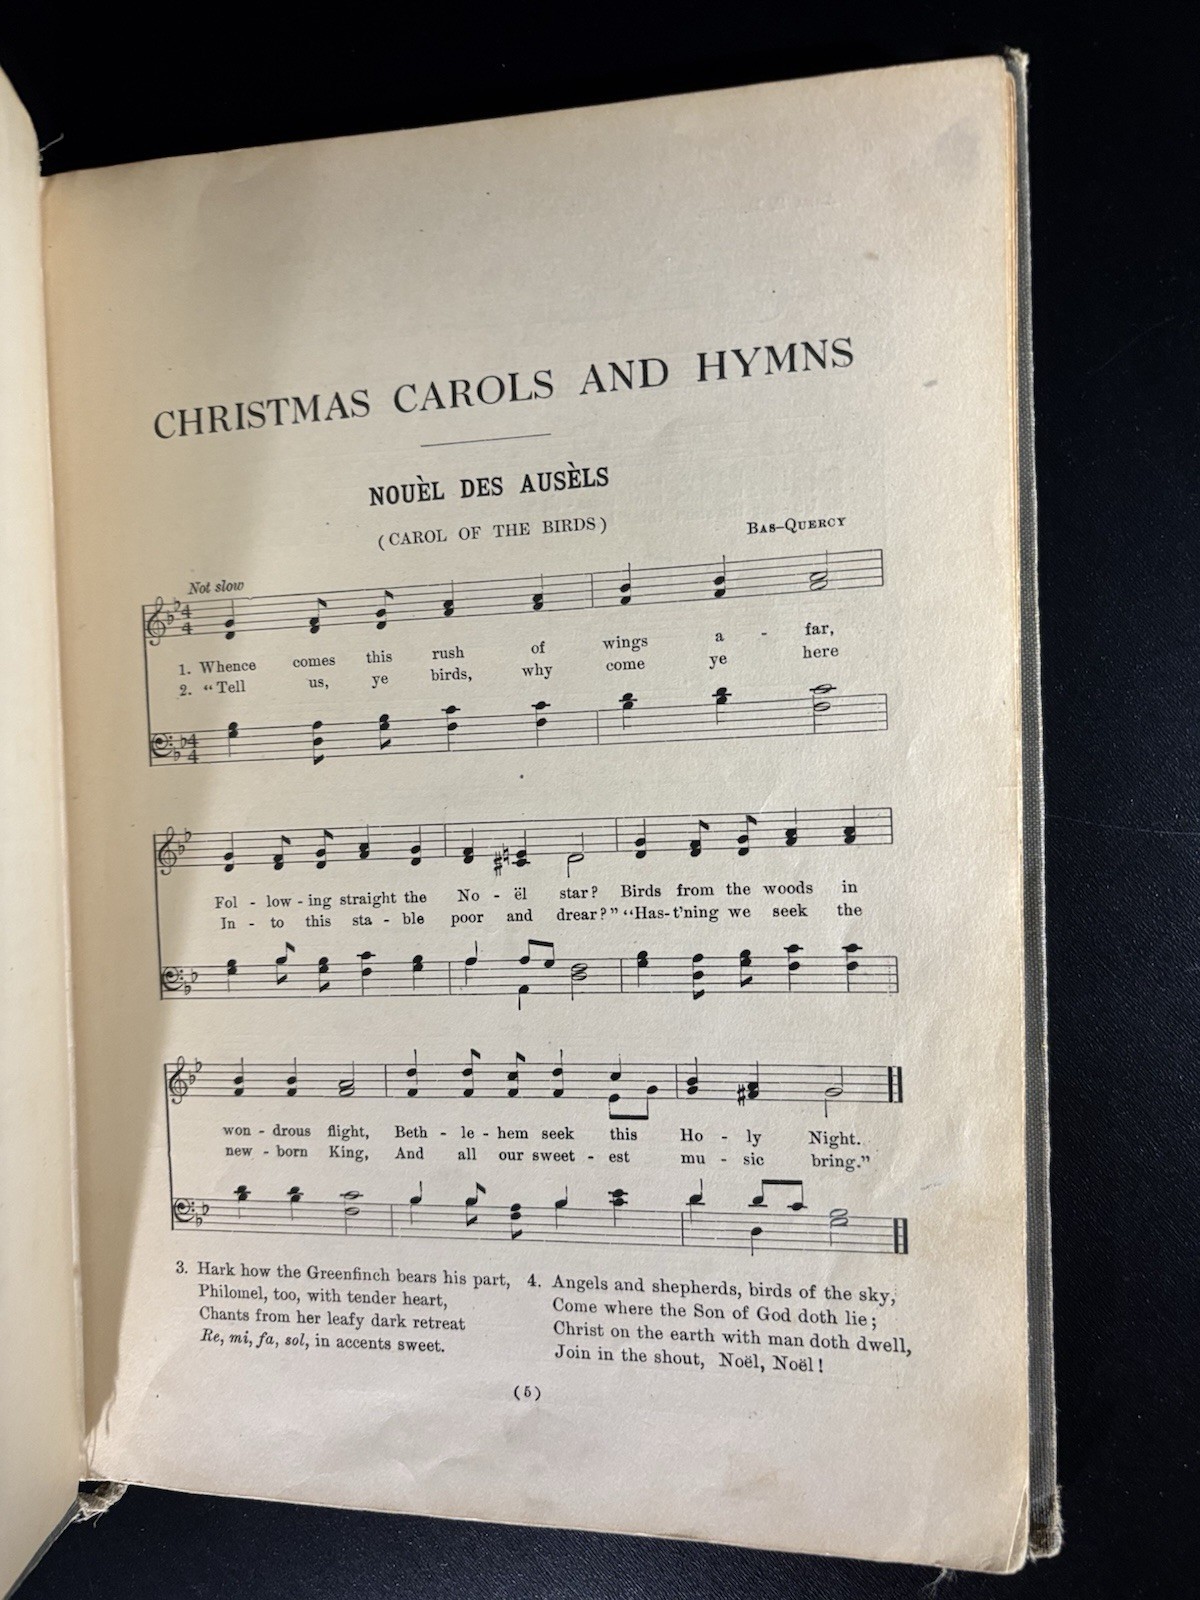 CHRISTMAS CAROLS AND HYMNS
NOUÈL DES AUSÈLS
(CAROL OF THE BIRDS)
BAS-QUERCY
Not slow
4
4
1. Whence comes this rush of wings a - far,
2. “Tell us, ye birds, why come ye here
4
4
Fol - low - ing straight the No - ël star? Birds from the woods in
In - to this sta - ble poor and drear?” “Has-t’ning we seek the
won - drous flight, Beth - le - hem seek this Ho - ly Night.
new - born King, And all our sweet - est mu - sic bring.”
3. Hark how the Greenfinch bears his part,
Philomel, too, with tender heart,
Chants from her leafy dark retreat
Re, mi, fa, sol, in accents sweet.
4. Angels and shepherds, birds of the sky,
Come where the Son of God doth lie;
Christ on the earth with man doth dwell,
Join in the shout, Noël, Noël!
(5)